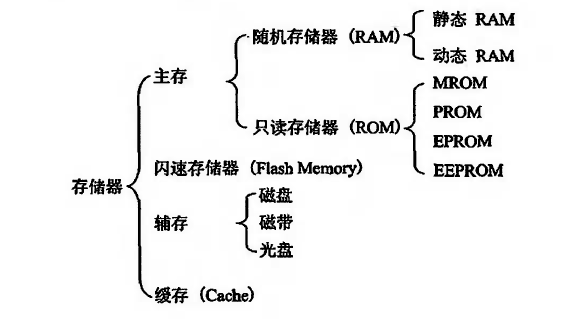 静态 RAM
随机存储器 (RAM)
动态 RAM
主存
MROM
PROM
只读存储器 (ROM)
EPROM
EEPROM
闪速存储器 (Flash Memory)
存储器
磁盘
辅存
磁带
光盘
缓存 (Cache)